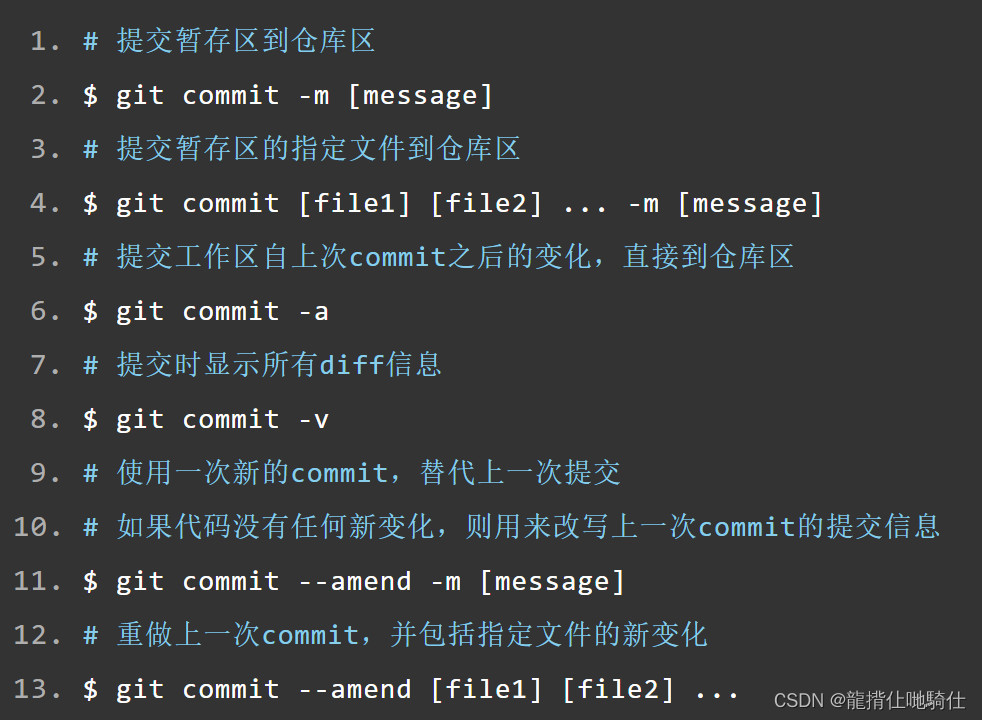 1. # 提交暂存区到仓库区
2. $ git commit -m [message]
3. # 提交暂存区的指定文件到仓库区
4. $ git commit [file1] [file2] ... -m [message]
5. # 提交工作区自上次commit之后的变化，直接到仓库区
6. $ git commit -a
7. # 提交时显示所有diff信息
8. $ git commit -v
9. # 使用一次新的commit，替代上一次提交
10. # 如果代码没有任何新变化，则用来改写上一次commit的提交信息
11. $ git commit --amend -m [message]
12. # 重做上一次commit，并包括指定文件的新变化
13. $ git commit --amend [file1] [file2] ...
CSDN @龍揹仩哋騎仕